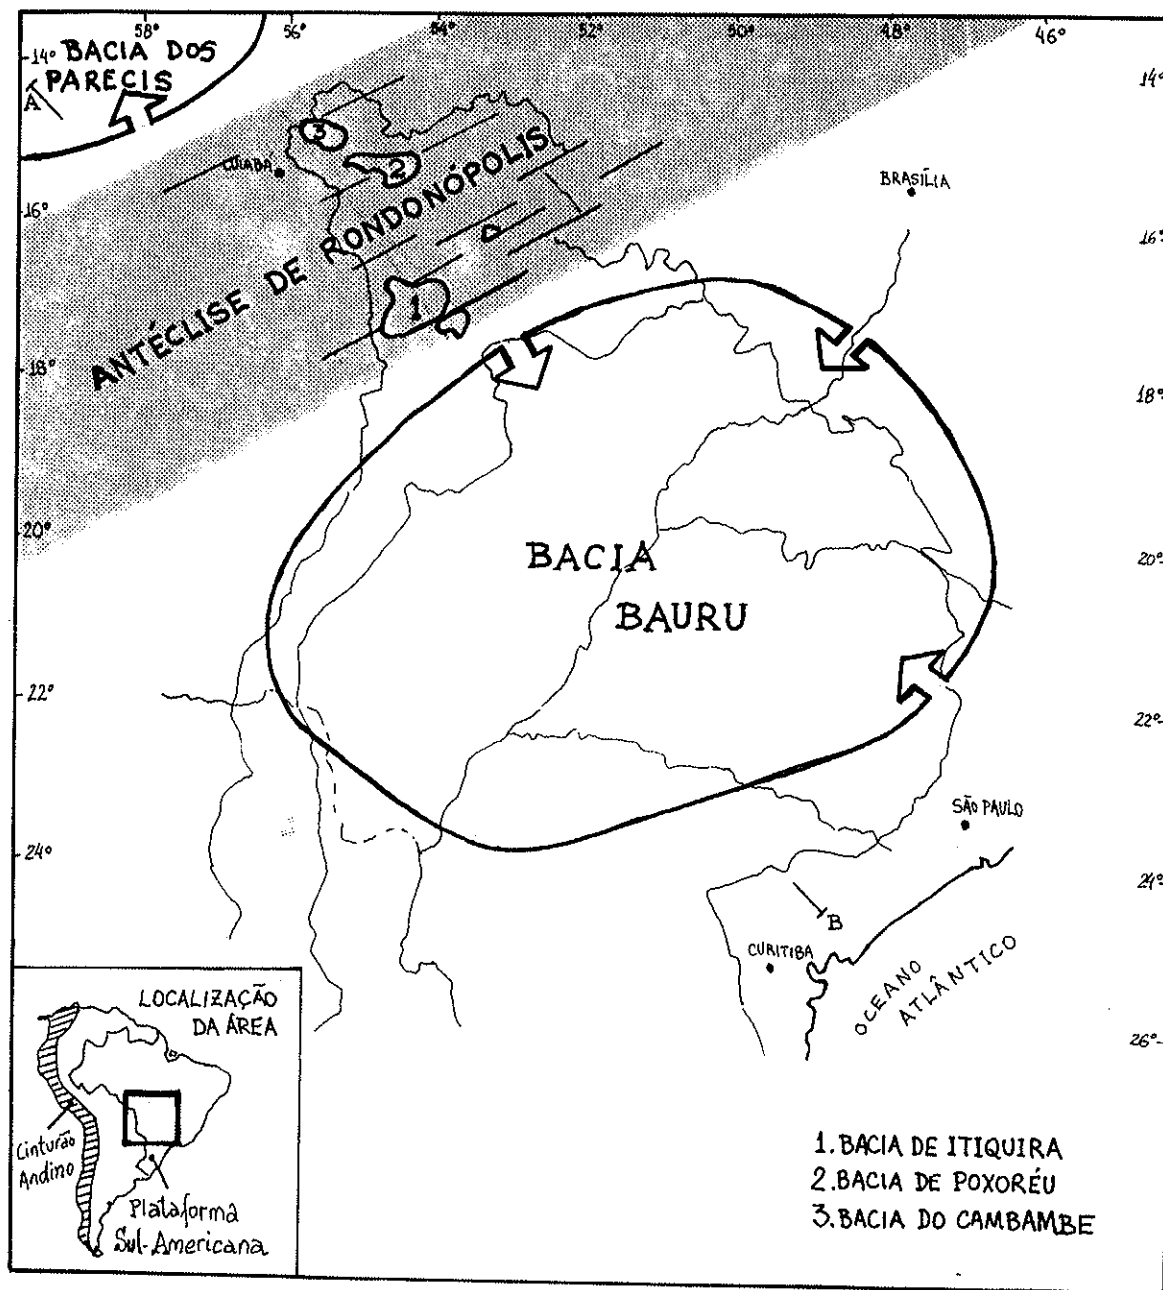 58°
56°
54°
52°
50°
48°
46°
14°
BACIA DOS
PARECIS
A
14°
3
CUIABÁ
2
BRASÍLIA
16°
16°
ANTÉCLISE DE RONDONÓPOLIS
1
18°
18°
20°
BACIA
BAURU
20°
22°
22°
SÃO PAULO
24°
24°
B
CURITIBA
OCEANO
ATLÂNTICO
26°
LOCALIZAÇÃO
DA ÁREA
Cinturão
Andino
Plataforma
Sul-Americana
1. BACIA DE ITIQUIRA
2. BACIA DE POXORÉU
3. BACIA DO CAMBAMBE